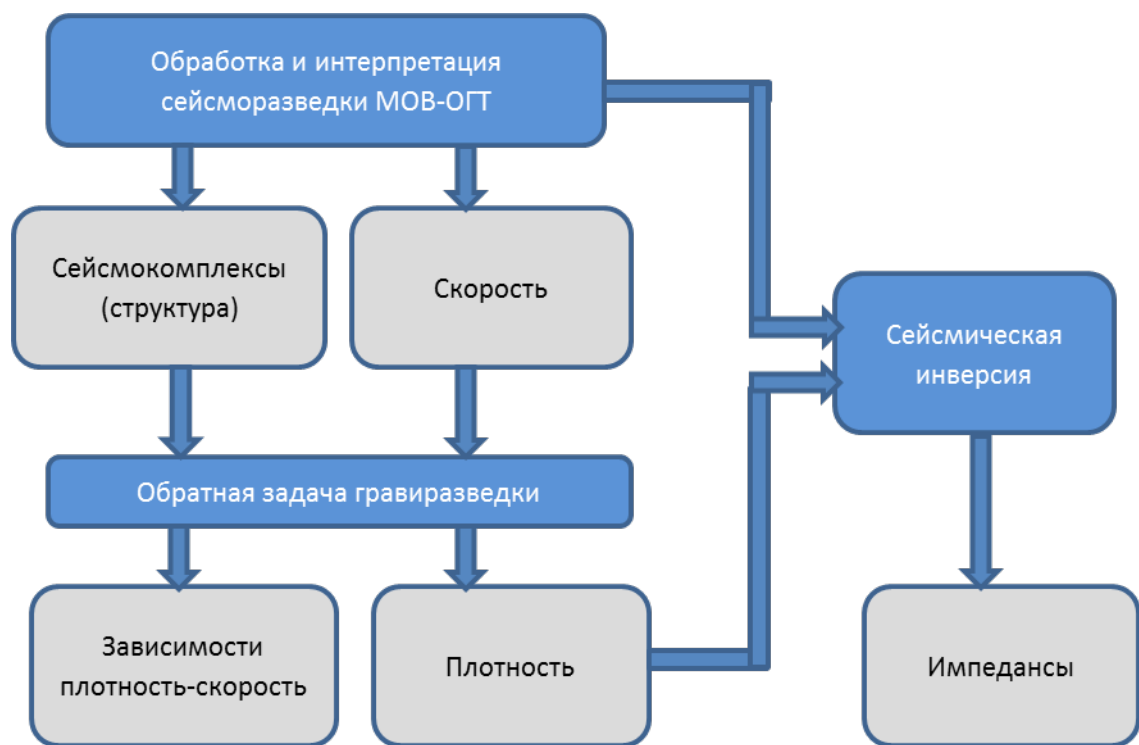 Обработка и интерпретация
сейсморазведки МОВ-ОГТ
Сейсмокомплексы
(структура)
Скорость
Сейсмическая
инверсия
Обратная задача гравиразведки
Зависимости
плотность-скорость
Плотность
Импедансы